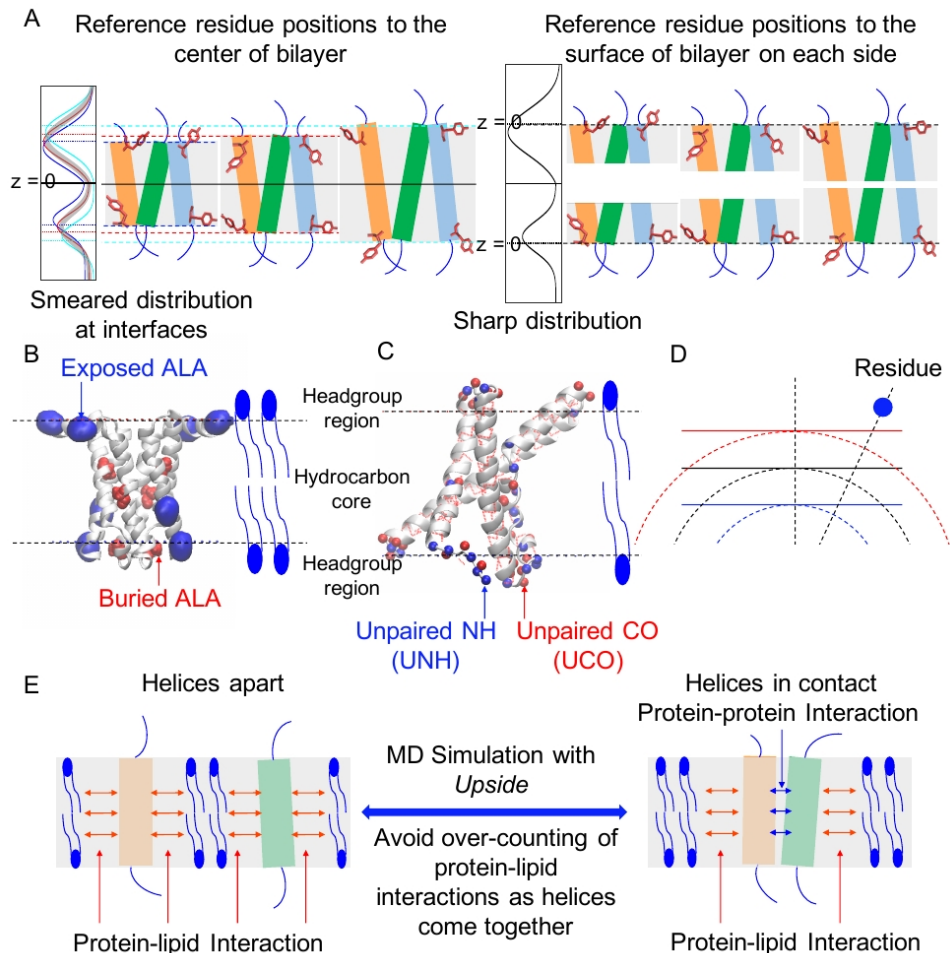 A
Reference residue positions to the
center of bilayer
Reference residue positions to the
surface of bilayer on each side
z = 0
z = 0
z = 0
Smeared distribution
at interfaces
Sharp distribution
B
Exposed ALA
Buried ALA
Headgroup
region
Hydrocarbon
core
Headgroup
region
C
Unpaired NH
(UNH)
Unpaired CO
(UCO)
D
Residue
E
Helices apart
Protein-lipid Interaction
MD Simulation with
Upside
Avoid over-counting of
protein-lipid
interactions as helices
come together
Helices in contact
Protein-protein Interaction
Protein-lipid Interaction